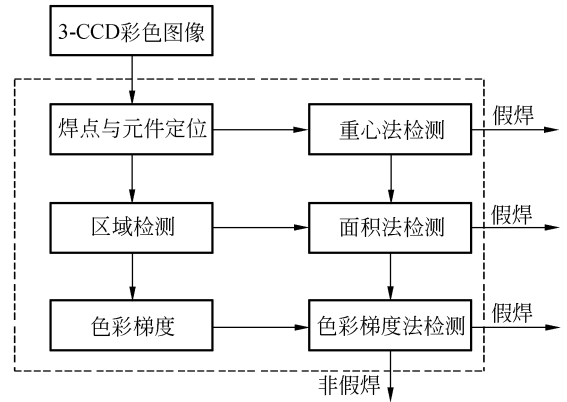 3-CCD彩色图像
焊点与元件定位
重心法检测
假焊
区域检测
面积法检测
假焊
色彩梯度
色彩梯度法检测
假焊
非假焊